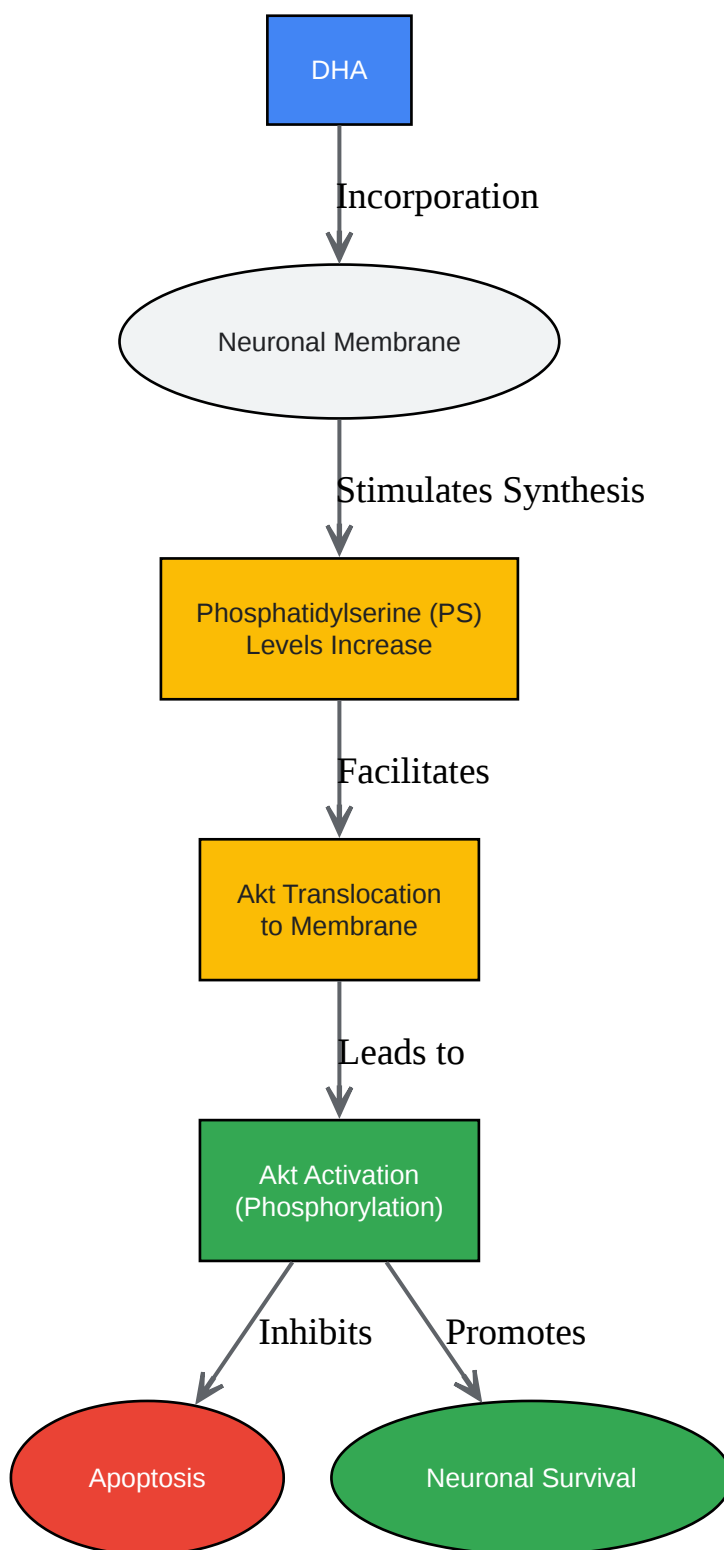 DHA
Incorporation
Neuronal Membrane
Stimulates Synthesis
Phosphatidylserine (PS)
Levels Increase
Facilitates
Akt Translocation
to Membrane
Leads to
Akt Activation
(Phosphorylation)
Inhibits
Promotes
Apoptosis
Neuronal Survival